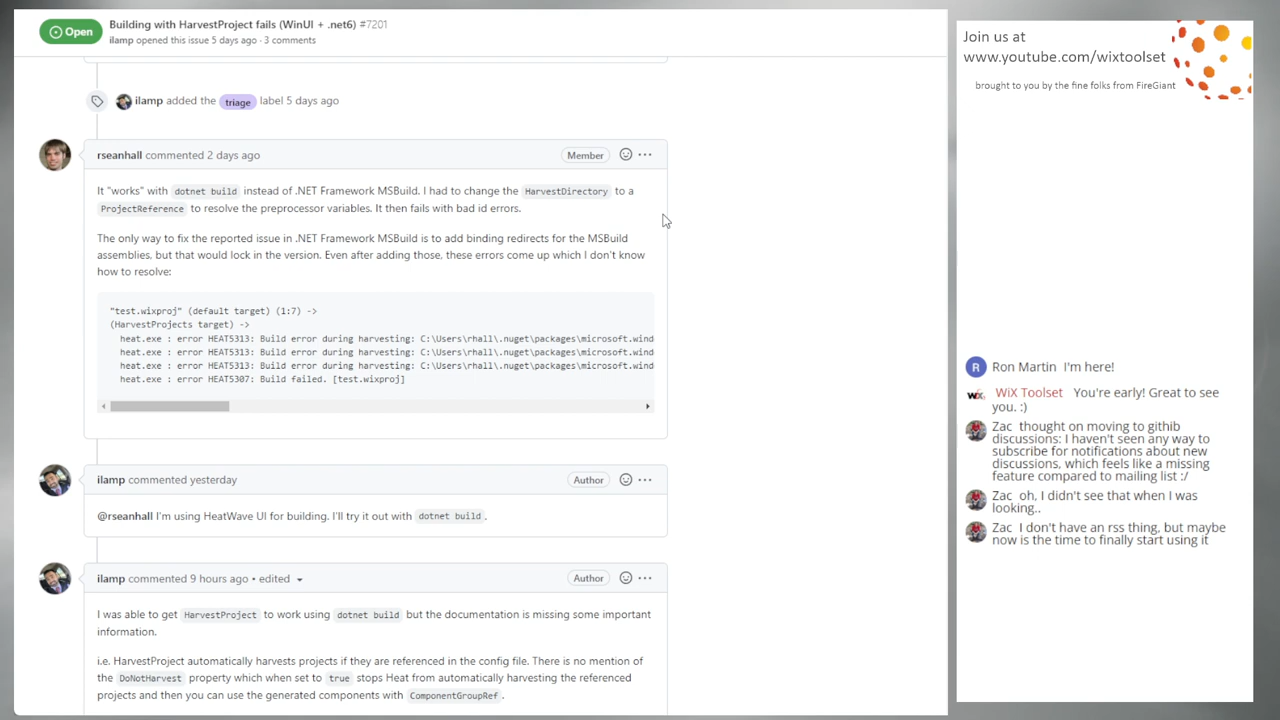 Open
Building with HarvestProject fails (WinUI + .net6) #7201
ilamp opened this issue 5 days ago · 3 comments
ilamp added the triage label 5 days ago
rseanhall commented 2 days ago
Member
It "works" with dotnet build instead of .NET Framework MSBuild. I had to change the HarvestDirectory to a
ProjectReference to resolve the preprocessor variables. It then fails with bad id errors.
The only way to fix the reported issue in .NET Framework MSBuild is to add binding redirects for the MSBuild
assemblies, but that would lock in the version. Even after adding those, these errors come up which I don't know
how to resolve:
"test.wixproj" (default target) (1:7) ->
(HarvestProjects target) ->
heat.exe : error HEAT5313: Build error during harvesting: C:\Users\rhall\.nuget\packages\microsoft.wind
heat.exe : error HEAT5313: Build error during harvesting: C:\Users\rhall\.nuget\packages\microsoft.wind
heat.exe : error HEAT5313: Build error during harvesting: C:\Users\rhall\.nuget\packages\microsoft.wind
heat.exe : error HEAT5307: Build failed. [test.wixproj]
ilamp commented yesterday
Author
@rseanhall I'm using HeatWave UI for building. I'll try it out with dotnet build.
ilamp commented 9 hours ago • edited
Author
I was able to get HarvestProject to work using dotnet build but the documentation is missing some important
information.
i.e. HarvestProject automatically harvests projects if they are referenced in the config file. There is no mention of
the DoNotHarvest property which when set to true stops Heat from automatically harvesting the referenced
projects and then you can use the generated components with ComponentGroupRef.
Join us at
www.youtube.com/wixtoolset
brought to you by the fine folks from FireGiant
R Ron Martin I'm here!
WiX WiX Toolset You're early! Great to see
you. :)
Zac thought on moving to githib
discussions: I haven't seen any way to
subscribe for notifications about new
discussions, which feels like a missing
feature compared to mailing list :/
Zac oh, I didn't see that when I was
looking..
Zac I don't have an rss thing, but maybe
now is the time to finally start using it